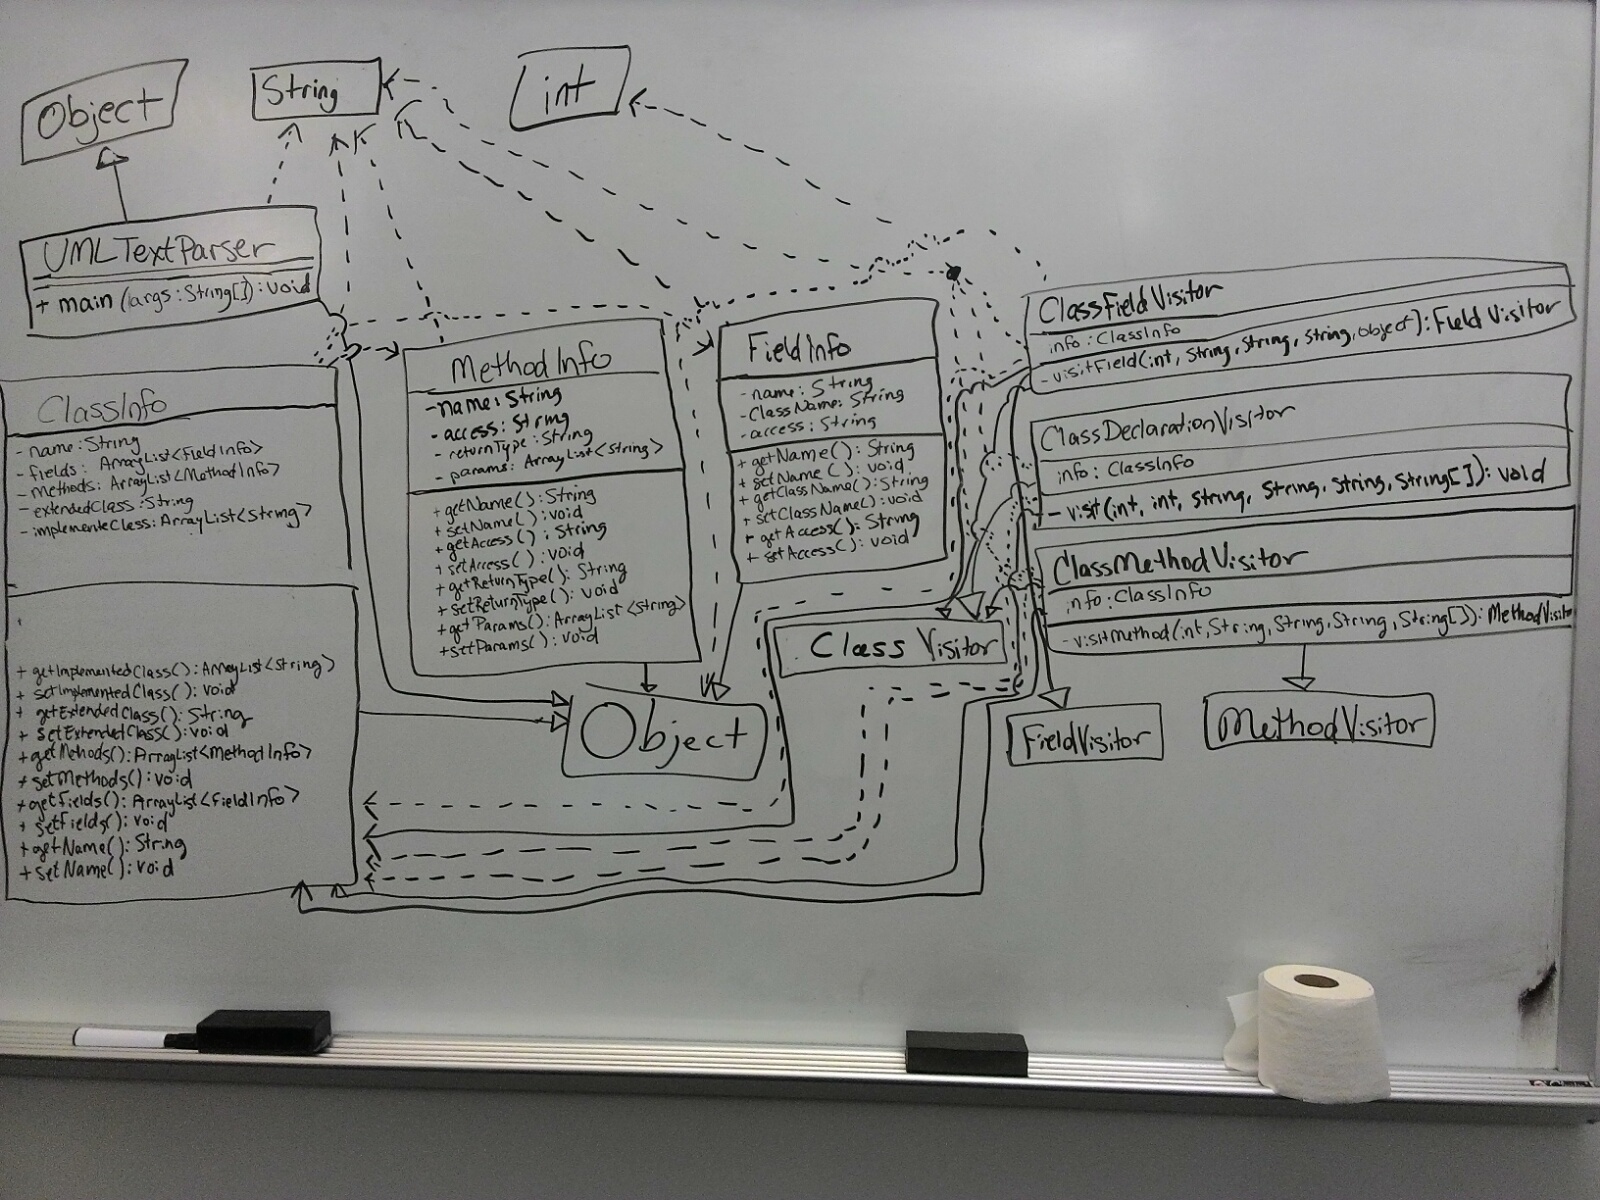 Object
String
int
UMLTextParser
+ main (largs: String[]): void
ClassInfo
- name: String
- fields: ArrayList<FieldInfo>
- methods: ArrayList<MethodInfo>
- extendedClass: String
- implementeCless: ArrayList<String>
+ getImplementedClass(): ArrayList<String>
+ setImplementedClass(): void
+ getExtendedClass(): String
+ setExtendedClass(): void
+ getMethods(): ArrayList<MethodInfo>
+ setMethods(): void
+ getFields(): ArrayList<FieldInfo>
+ setFields(): void
+ getName(): String
+ setName(): void
MethodInfo
- name: String
- access: String
- returnType: String
- params: ArrayList<String>
+ getName(): String
+ setName(): void
+ getAccess(): String
+ setAccess(): void
+ getReturnType(): String
+ setReturnType(): void
+ getParams(): ArrayList<String>
+ setParams(): void
FieldInfo
- name: String
- ClassName: String
- access: String
+ getName(): String
+ setName(): void
+ getClassName(): String
+ setClassName(): void
+ getAccess(): String
+ setAccess(): void
ClassFieldVisitor
info: ClassInfo
- visitField(int, String, String, String, Object): FieldVisitor
ClassDeclarationVisitor
info: ClassInfo
- visit(int, int, String, String, String, String[]): void
ClassMethodVisitor
info: ClassInfo
- visitMethod(int, String, String, String, String[]): MethodVisitor
Class Visitor
Object
FieldVisitor
MethodVisitor